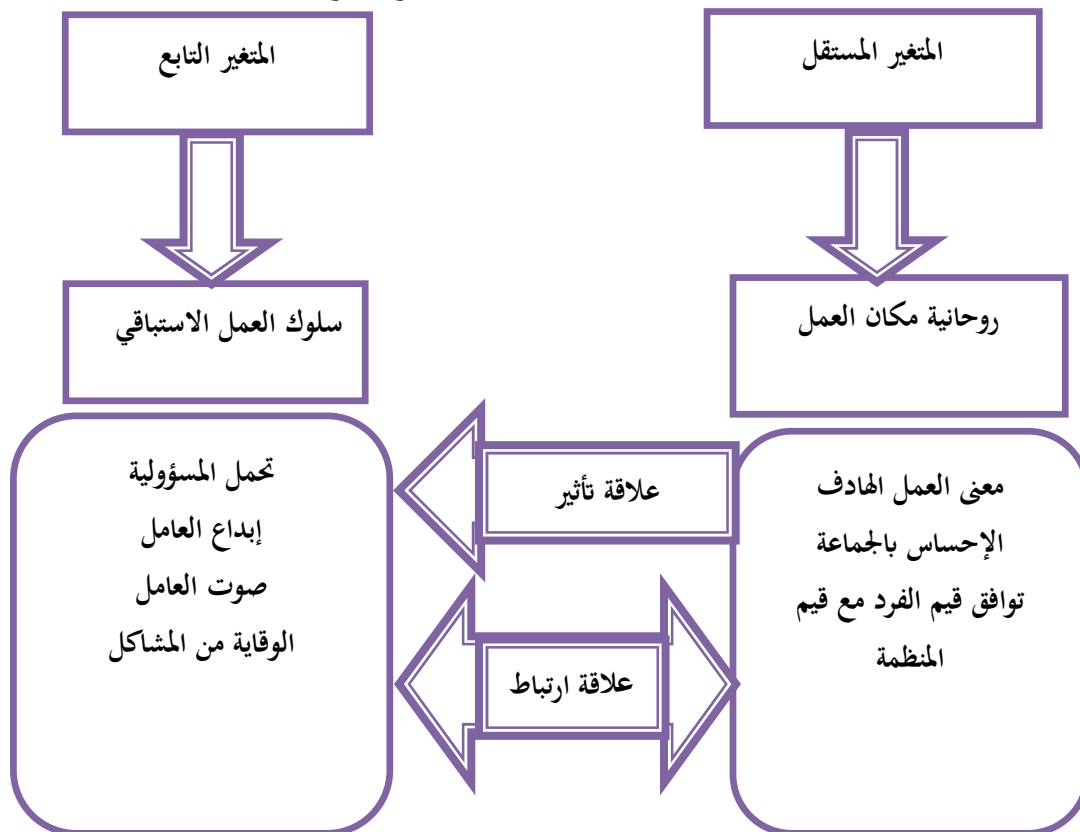 المتغير المستقل
المتغير التابع
روحانية مكان العمل
سلوك العمل الاستباقي
معنى العمل الهادف
الإحساس بالجماعة
توافق قيم الفرد مع قيم
المنظمة
علاقة تأثير
علاقة ارتباط
تحمل المسؤولية
إبداع العامل
صوت العامل
الوقاية من المشاكل